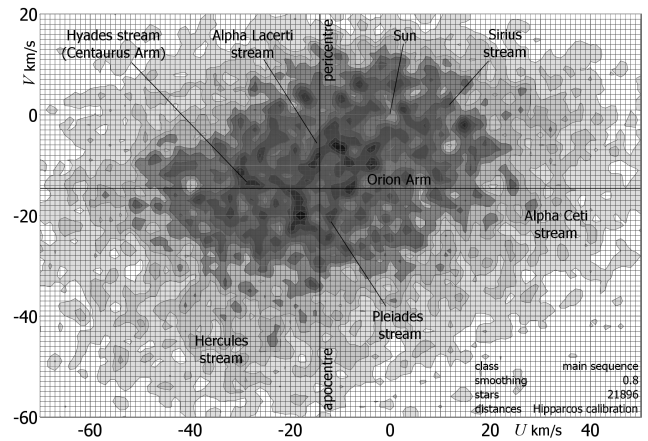 20
Hyades stream
(Centaurus Arm)
Alpha Lacerti
stream
pericentre
Sun
Sirius
stream
V km/s
0
Orion Arm
-20
Alpha Ceti
stream
-40
Pleiades
stream
Hercules
stream
apocentre
class main sequence
smoothing 0.8
stars 21896
distances Hipparcos calibration
-60
-60 -40 -20 0 20 U km/s 40